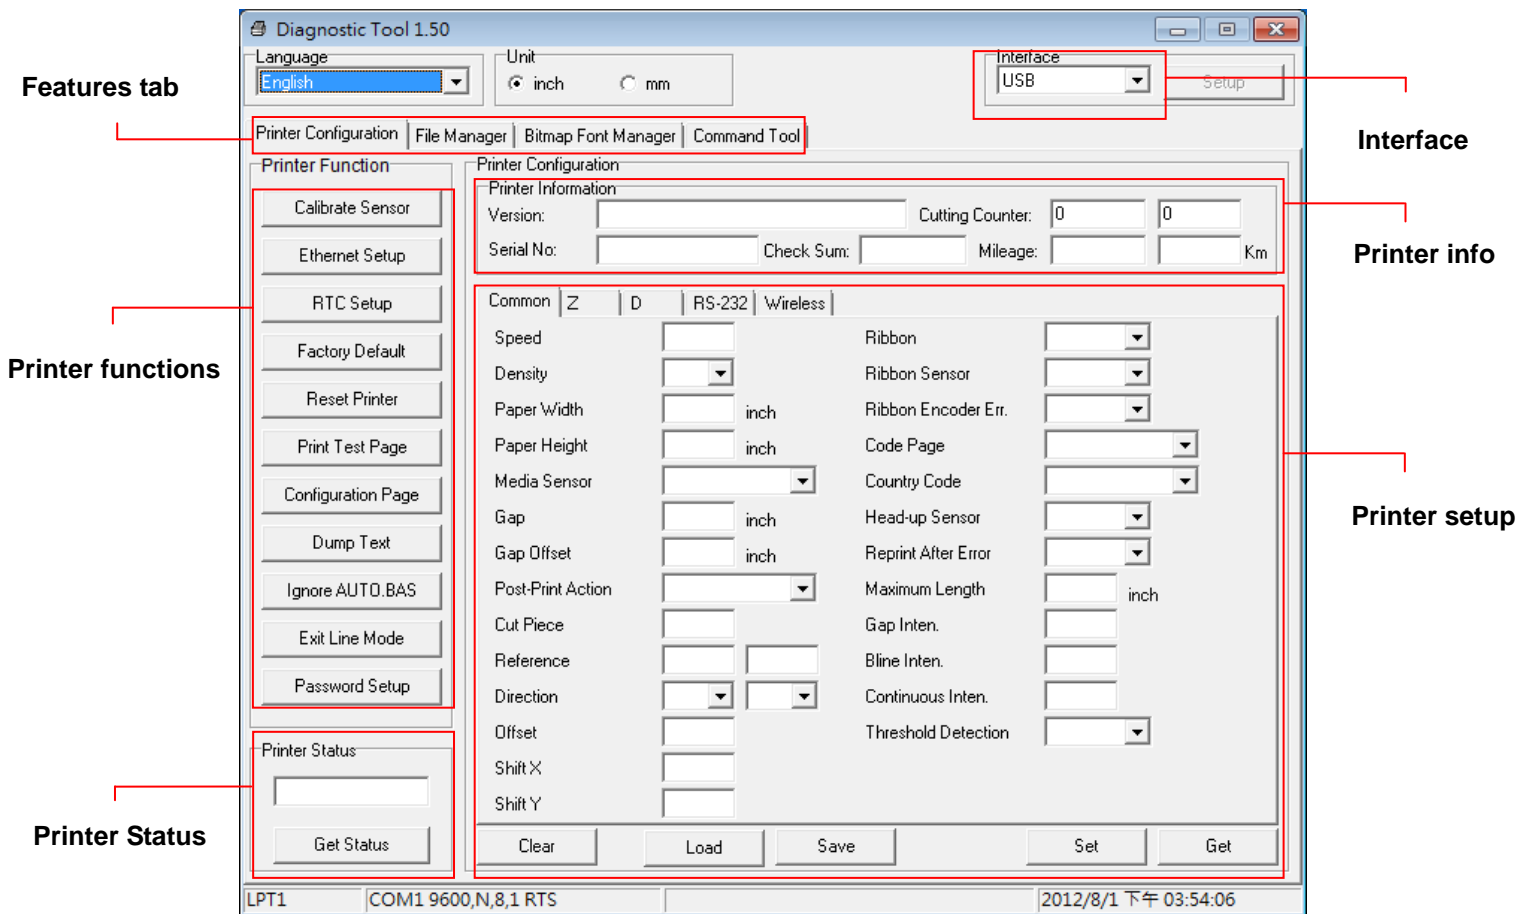 Diagnostic Tool 1.50
Language
Unit
Interface
English
inch
mm
USB
Setup
Features tab
Interface
Printer Configuration
File Manager
Bitmap Font Manager
Command Tool
Printer Function
Printer Configuration
Printer Information
Calibrate Sensor
Version:
Cutting Counter:
0
0
Ethernet Setup
Serial No:
Check Sum:
Mileage:
Km
Printer info
RTC Setup
Common
Z
D
RS-232
Wireless
Factory Default
Reset Printer
Print Test Page
Configuration Page
Dump Text
Ignore AUTO.BAS
Exit Line Mode
Password Setup
Printer functions
Speed
Ribbon
Density
Ribbon Sensor
Paper Width
inch
Ribbon Encoder Err.
Paper Height
inch
Code Page
Media Sensor
Country Code
Gap
inch
Head-up Sensor
Gap Offset
inch
Reprint After Error
Post-Print Action
Maximum Length
inch
Cut Piece
Gap Inten.
Reference
Bline Inten.
Direction
Continuous Inten.
Offset
Threshold Detection
Shift X
Shift Y
Printer setup
Printer Status
Get Status
Printer Status
Clear
Load
Save
Set
Get
LPT1
COM1 9600,N,8,1 RTS
2012/8/1 下午 03:54:06